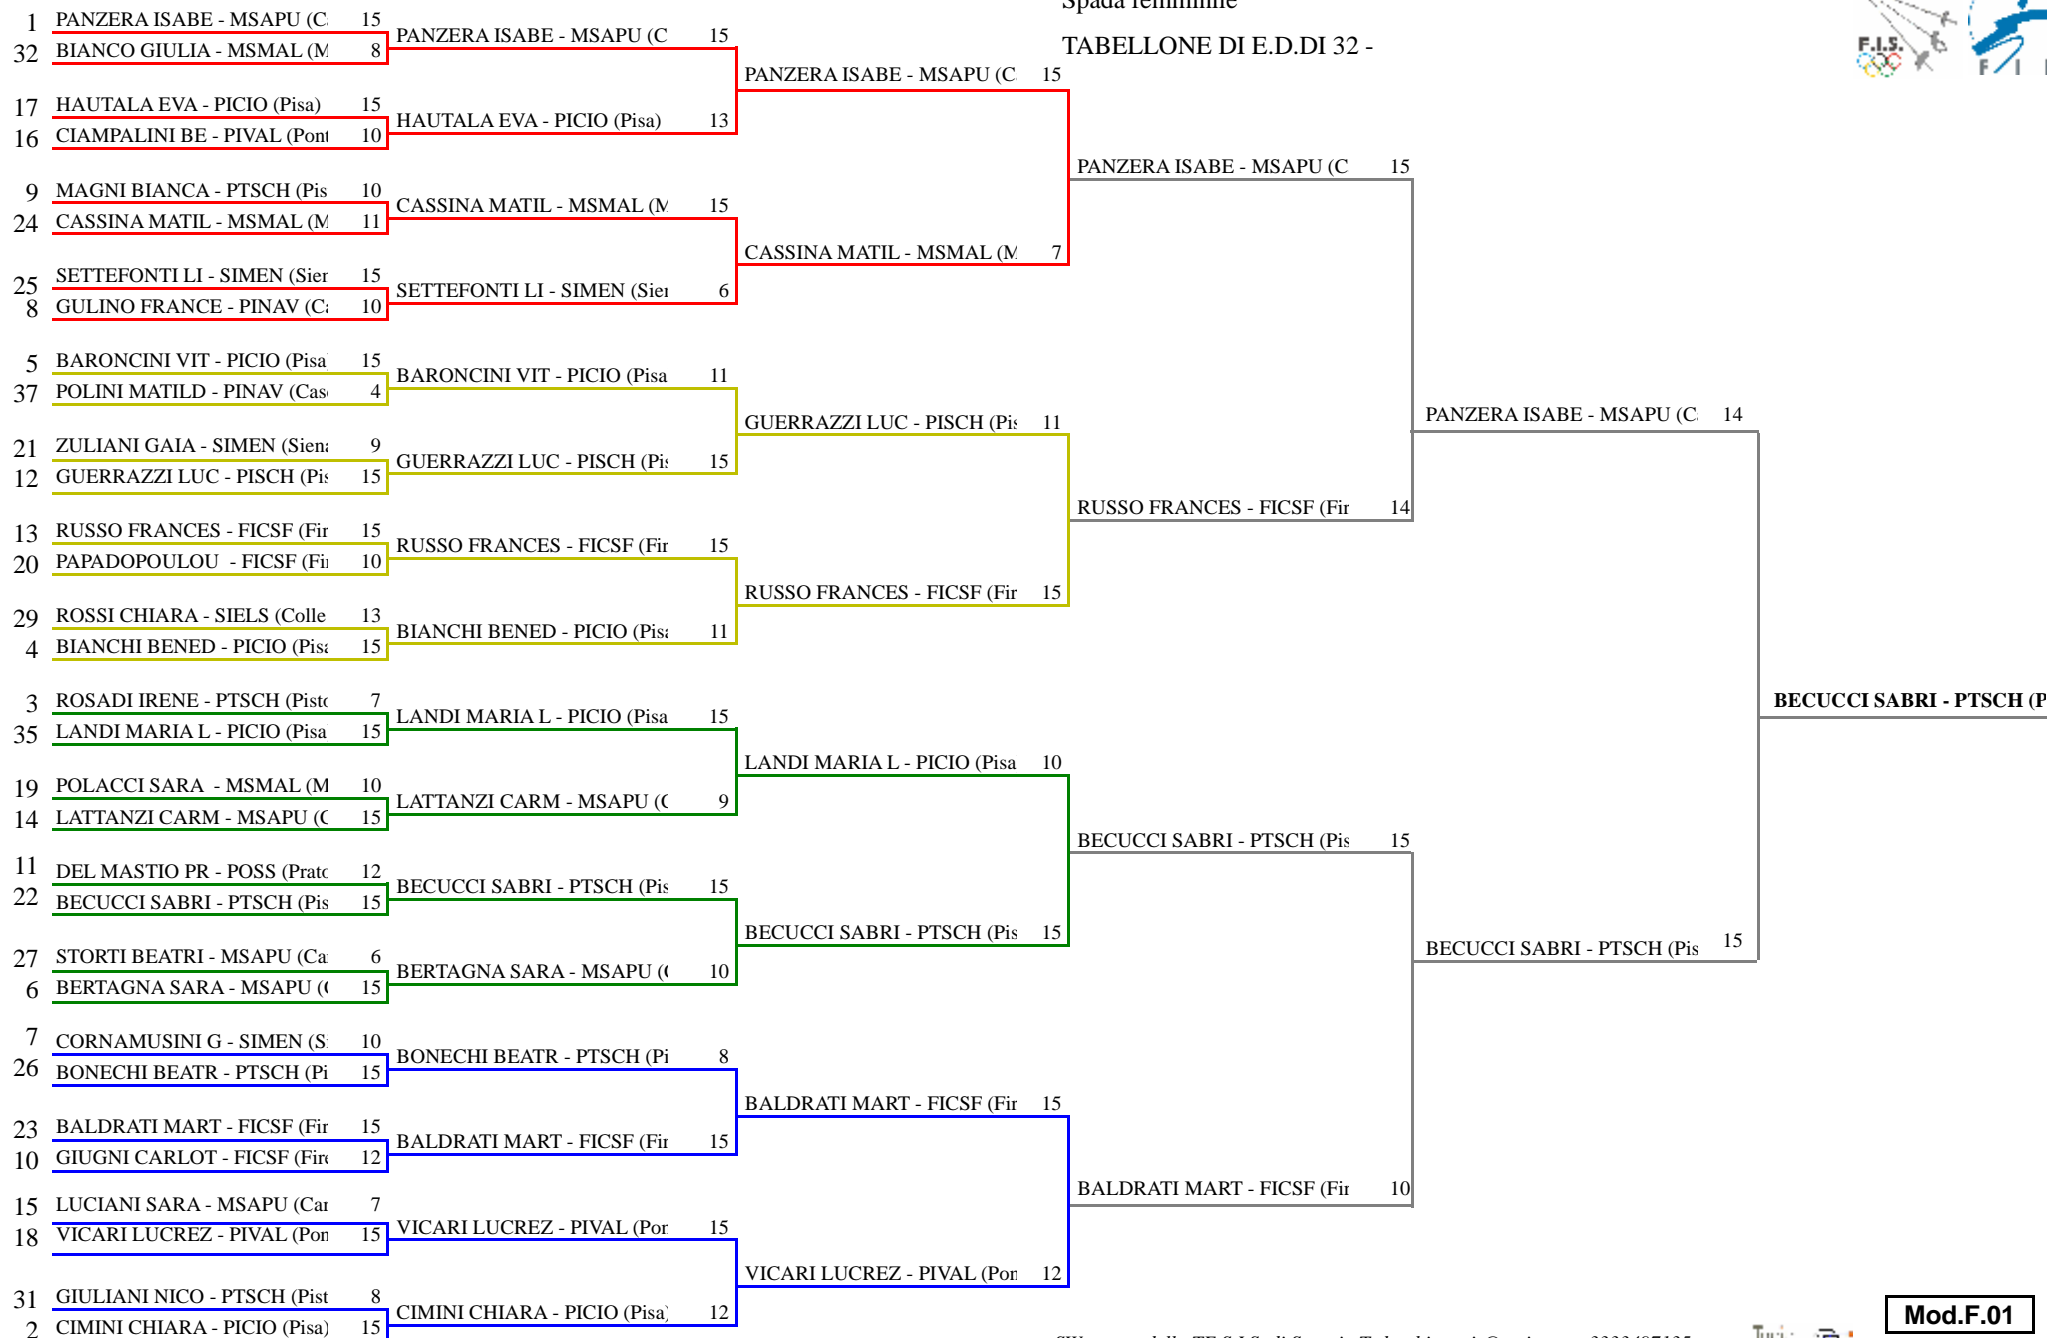 Spada femminile
TABELLONE DI E.D.DI 32 -
F.I.S.
1 PANZERA ISABE - MSAPU (C 15
32 BIANCO GIULIA - MSMAL (M 8
17 HAUTALA EVA - PICIO (Pisa) 15
16 CIAMPALINI BE - PIVAL (Pont 10
9 MAGNI BIANCA - PTSCH (Pis 10
24 CASSINA MATIL - MSMAL (M 11
25 SETTEFONTI LI - SIMEN (Sier 15
8 GULINO FRANCE - PINAV (Ca 10
5 BARONCINI VIT - PICIO (Pisa 15
37 POLINI MATILD - PINAV (Cas 4
21 ZULIANI GAIA - SIMEN (Siena 9
12 GUERRAZZI LUC - PISCH (Pis 15
13 RUSSO FRANCES - FICSF (Fir 15
20 PAPADOPOULOU - FICSF (Fi 10
29 ROSSI CHIARA - SIELS (Colle 13
4 BIANCHI BENED - PICIO (Pisa 15
3 ROSADI IRENE - PTSCH (Pisto 7
35 LANDI MARIA L - PICIO (Pisa 15
19 POLACCI SARA - MSMAL (M 10
14 LATTANZI CARM - MSAPU (C 15
11 DEL MASTIO PR - POSS (Prato 12
22 BECUCCI SABRI - PTSCH (Pis 15
27 STORTI BEATRI - MSAPU (Ca 6
6 BERTAGNA SARA - MSAPU ( 15
7 CORNAMUSINI G - SIMEN (S 10
26 BONECHI BEATR - PTSCH (Pi 15
23 BALDRATI MART - FICSF (Fir 15
10 GIUGNI CARLOT - FICSF (Fire 12
15 LUCIANI SARA - MSAPU (Car 7
18 VICARI LUCREZ - PIVAL (Pon 15
31 GIULIANI NICO - PTSCH (Pist 8
2 CIMINI CHIARA - PICIO (Pisa) 15
PANZERA ISABE - MSAPU (C 15
HAUTALA EVA - PICIO (Pisa) 13
CASSINA MATIL - MSMAL (M 15
SETTEFONTI LI - SIMEN (Sier 6
BARONCINI VIT - PICIO (Pisa 11
GUERRAZZI LUC - PISCH (Pis 15
RUSSO FRANCES - FICSF (Fir 15
BIANCHI BENED - PICIO (Pisa 11
LANDI MARIA L - PICIO (Pisa 15
LATTANZI CARM - MSAPU (C 9
BECUCCI SABRI - PTSCH (Pis 15
BERTAGNA SARA - MSAPU ( 10
BONECHI BEATR - PTSCH (Pi 8
BALDRATI MART - FICSF (Fir 15
VICARI LUCREZ - PIVAL (Pon 15
CIMINI CHIARA - PICIO (Pisa) 12
PANZERA ISABE - MSAPU (C 15
CASSINA MATIL - MSMAL (M 7
GUERRAZZI LUC - PISCH (Pis 11
RUSSO FRANCES - FICSF (Fir 15
LANDI MARIA L - PICIO (Pisa 10
BECUCCI SABRI - PTSCH (Pis 15
BALDRATI MART - FICSF (Fir 15
VICARI LUCREZ - PIVAL (Pon 12
PANZERA ISABE - MSAPU (C 15
RUSSO FRANCES - FICSF (Fir 14
BECUCCI SABRI - PTSCH (Pis 15
BALDRATI MART - FICSF (Fir 10
PANZERA ISABE - MSAPU (C 14
BECUCCI SABRI - PTSCH (Pis 15
BECUCCI SABRI - PTSCH (P
Mod.F.01